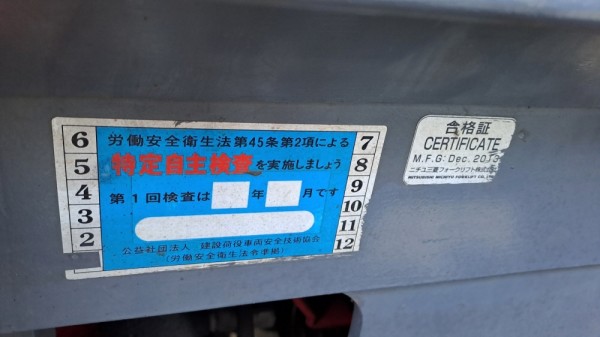 労働安全衛生法第45条第2項による
特定自主検査を実施しましょう
第1回検査は 年 月です
公益社団法人 建設荷役車両安全技術協会
(労働安全衛生法令準拠)
6
5
4
3
2
7
8
9
10
11
12
合格証
CERTIFICATE
M.F.G: Dec. 2013
ニチユ三菱フォークリフト株式会社
MITSUBISHI NICHIYU FORKLIFT CO.,